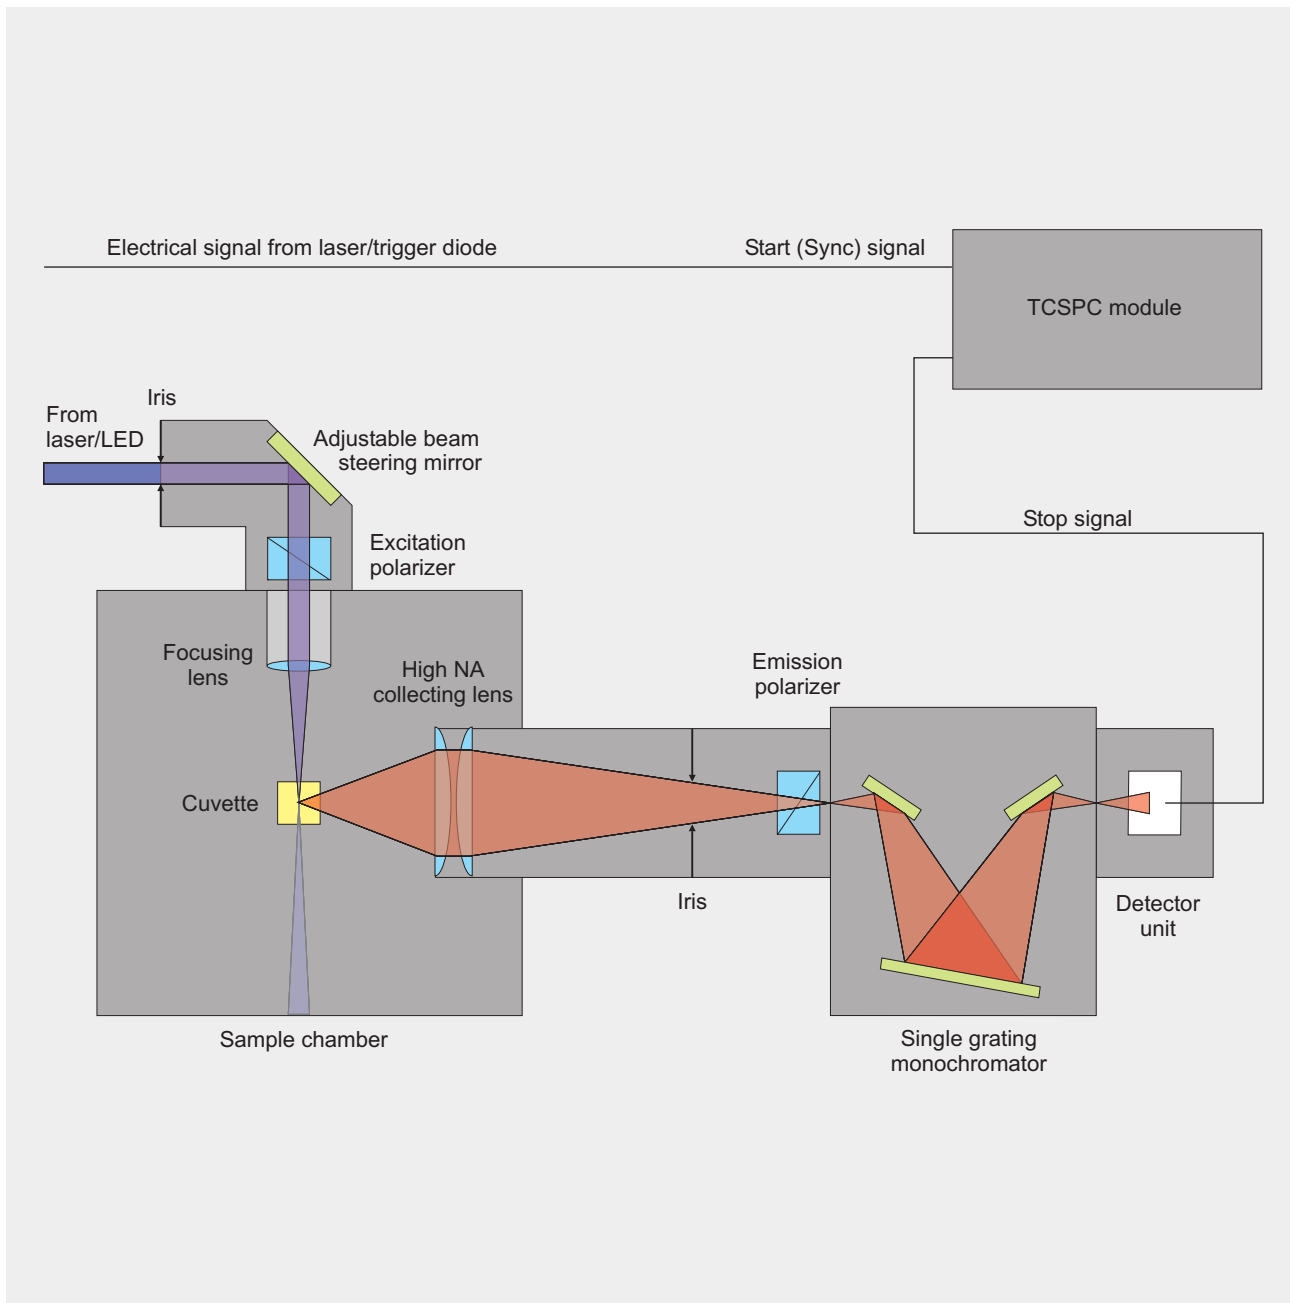 Electrical signal from laser/trigger diode
Start (Sync) signal
TCSPC module
Iris
From
laser/LED
Adjustable beam
steering mirror
Stop signal
Excitation
polarizer
Focusing
lens
High NA
collecting lens
Emission
polarizer
Cuvette
Iris
Detector
unit
Sample chamber
Single grating
monochromator